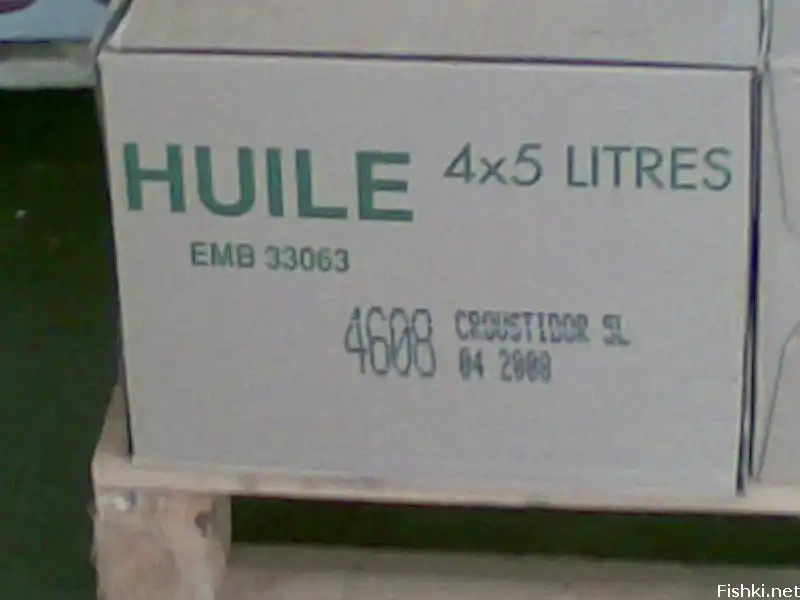 HUILE 4x5 LITRES
EMB 33063
4608 CROUSTIDOR SL
04 2008
Fishki.net